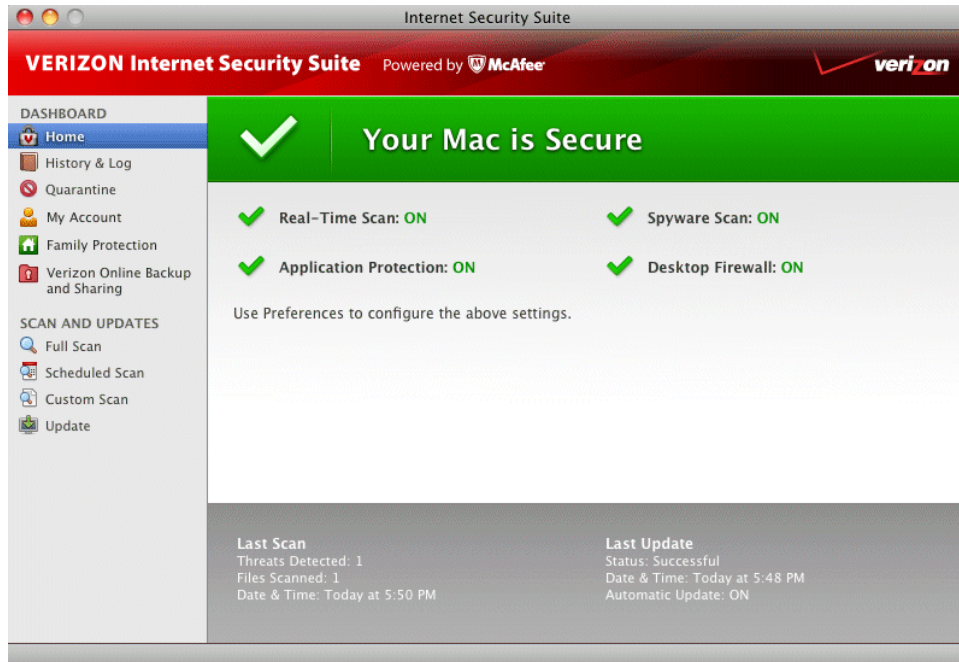 Internet Security Suite
VERIZON Internet Security Suite Powered by McAfee
verizon
DASHBOARD
Home
History & Log
Quarantine
My Account
Family Protection
Verizon Online Backup
and Sharing
SCAN AND UPDATES
Full Scan
Scheduled Scan
Custom Scan
Update
Your Mac is Secure
Real-Time Scan: ON
Spyware Scan: ON
Application Protection: ON
Desktop Firewall: ON
Use Preferences to configure the above settings.
Last Scan
Threats Detected: 1
Files Scanned: 1
Date & Time: Today at 5:50 PM
Last Update
Status: Successful
Date & Time: Today at 5:48 PM
Automatic Update: ON